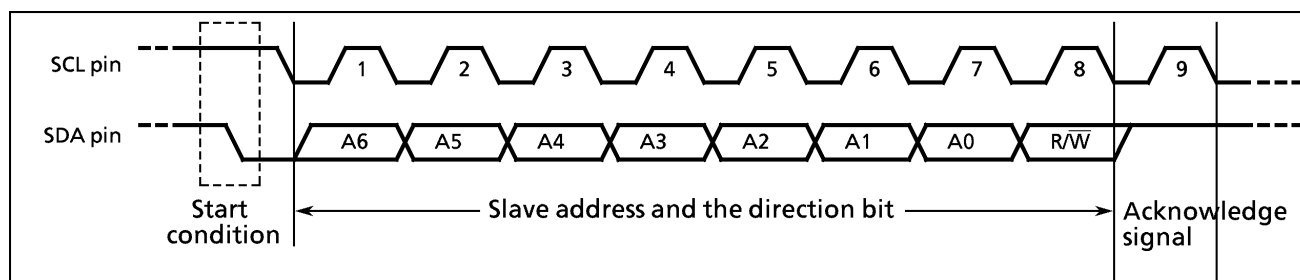 SCL pin
1 2 3 4 5 6 7 8 9
SDA pin
A6 A5 A4 A3 A2 A1 A0 R/W̅
Start
condition
Slave address and the direction bit
Acknowledge
signal